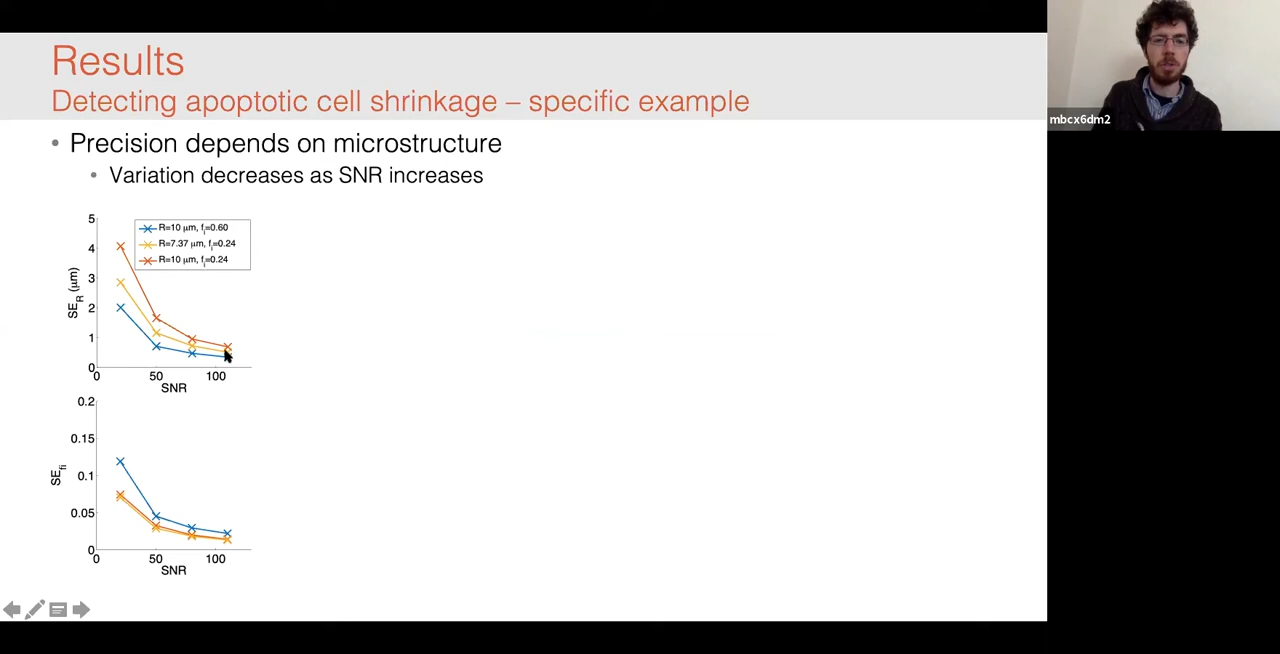 Results
Detecting apoptotic cell shrinkage – specific example
mbcx6dm2
• Precision depends on microstructure
• Variation decreases as SNR increases
5
4
3
2
1
0
SE_R (μm)
R=10 μm, f_i=0.60
R=7.37 μm, f_i=0.24
R=10 μm, f_i=0.24
0 50 100
SNR
0.2
0.15
0.1
0.05
0
SE_fi
0 50 100
SNR